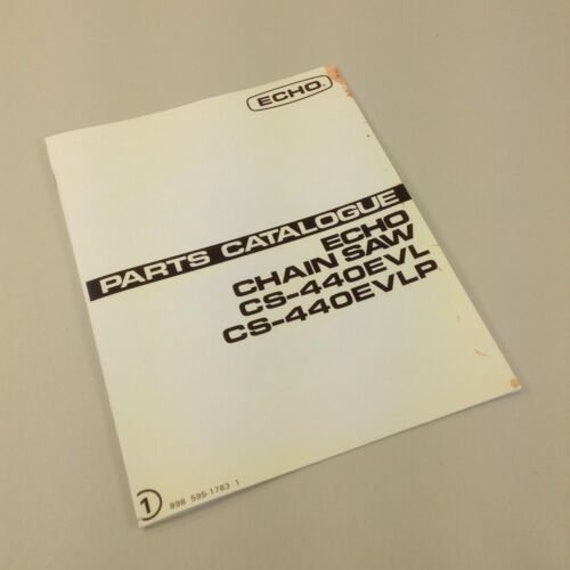 ECHO.
PARTS CATALOGUE
ECHO
CHAIN SAW
CS-440EVL
CS-440EVLP
1
898 595-1783 1